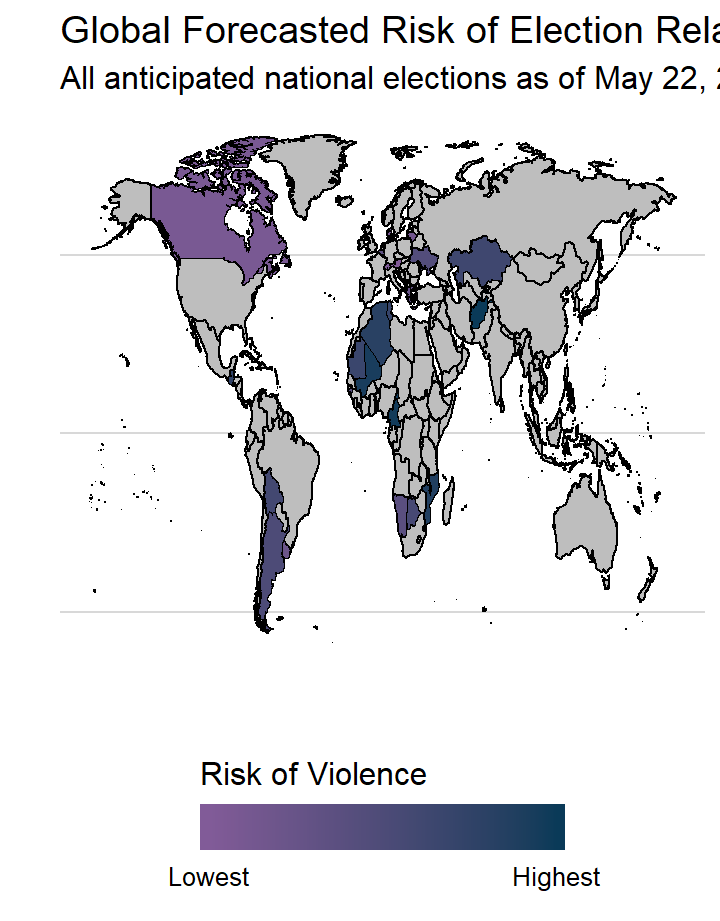 Global Forecasted Risk of Election Rela
All anticipated national elections as of May 22, 2
Risk of Violence
Lowest Highest